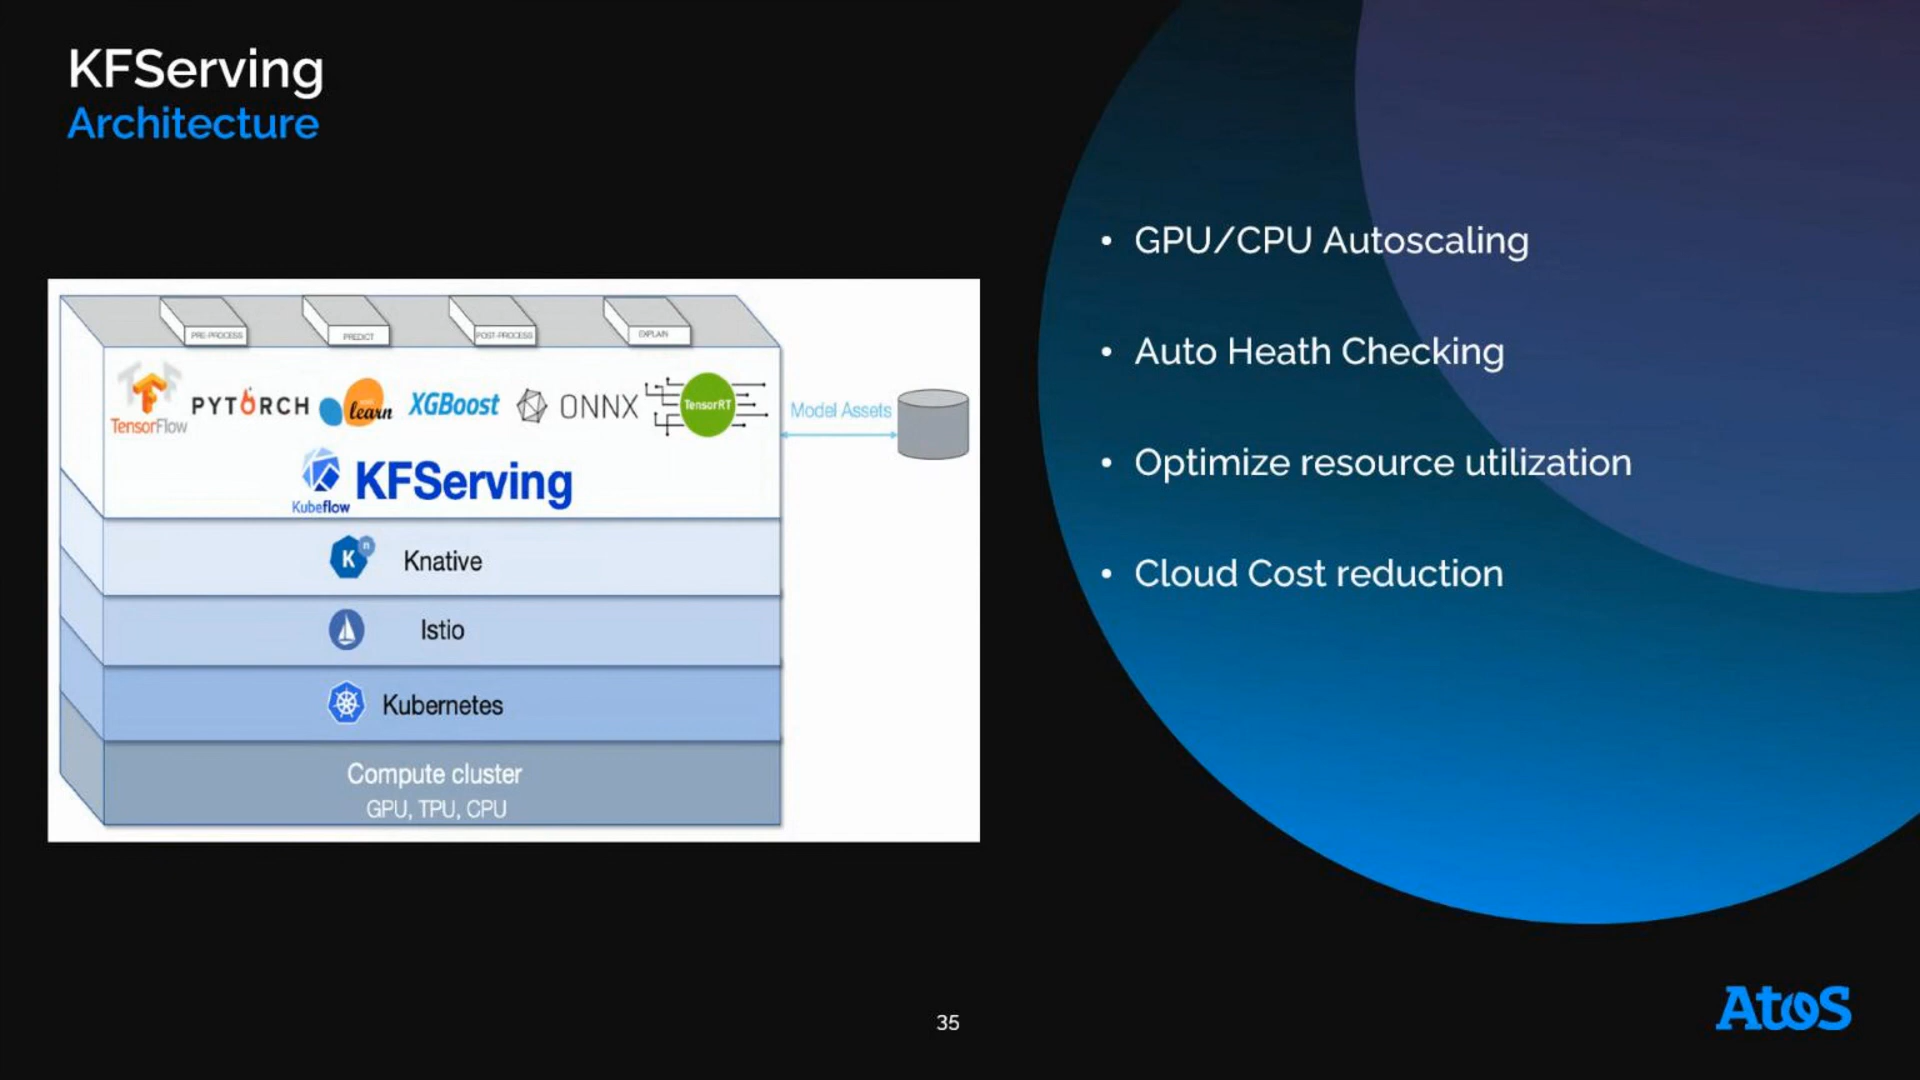 KFServing
Architecture
PRE-PROCESS
PREDICT
POST-PROCESS
EXPLAIN
TensorFlow
PYTORCH
learn
XGBoost
ONNX
TensorRT
Model Assets
Kubeflow
KFServing
K n
Knative
Istio
Kubernetes
Compute cluster
GPU, TPU, CPU
• GPU/CPU Autoscaling
• Auto Heath Checking
• Optimize resource utilization
• Cloud Cost reduction
35
Atos